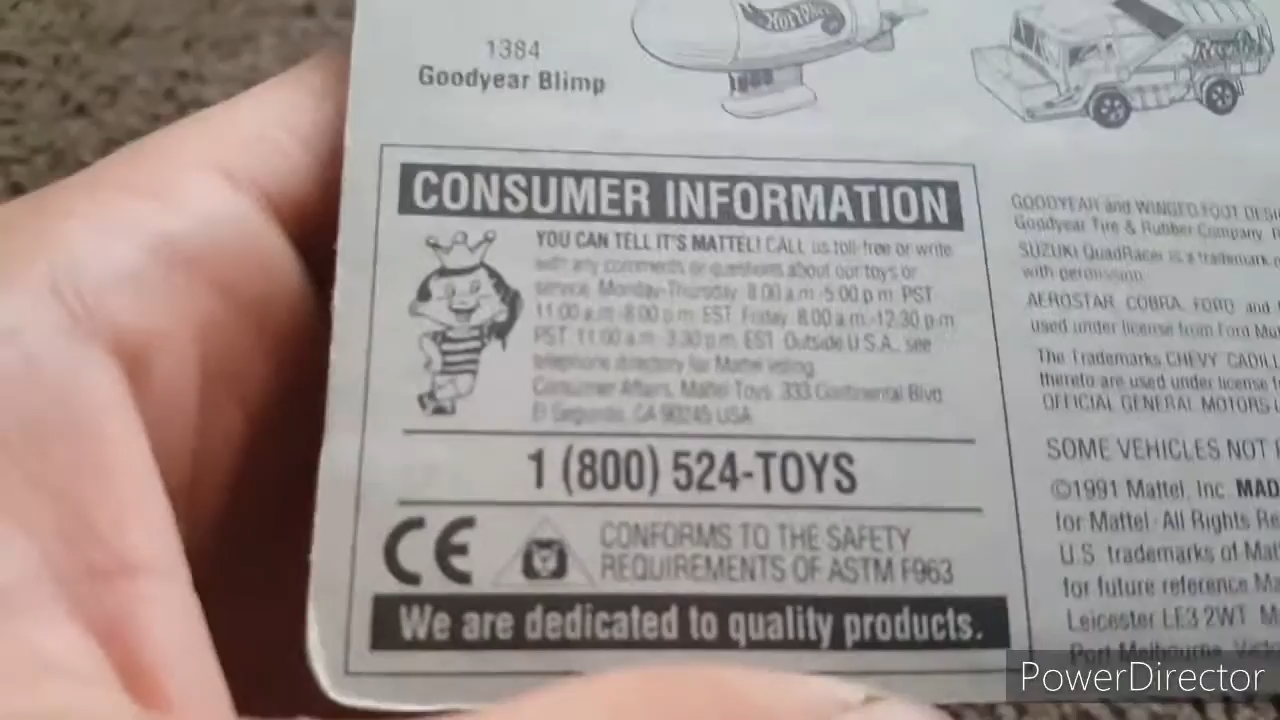 1384
Goodyear Blimp
Hot
CONSUMER INFORMATION
YOU CAN TELL IT'S MATTEL! CALL us toll-free or write
with any comments or questions about our toys or
service. Monday-Thursday 8:00 a.m.-5:00 p.m. PST
11:00 a.m.-8:00 p.m. EST. Friday 8:00 a.m.-12:30 p.m.
PST 11:00 a.m.-3:30 p.m. EST. Outside U.S.A., see
telephone directory for Mattel listing.
Consumer Affairs, Mattel Toys, 333 Continental Blvd.
El Segundo, CA 90245 USA
1 (800) 524-TOYS
CE
CONFORMS TO THE SAFETY
REQUIREMENTS OF ASTM F963
We are dedicated to quality products.
GOODYEAR and WINGED FOOT
Goodyear Tire & Rubber Company
SUZUKI QuadRacer is a trademark
with permission.
AEROSTAR, COBRA, FORD and
used under license from Ford
The Trademarks CHEVY
thereto are used under license
OFFICIAL GENERAL MOTORS
SOME VEHICLES NOT
©1991 Mattel, Inc.
for Mattel. All Rights
U.S. trademarks of
for future reference.
Leicester LE3 2WT
Port Melbourne,
PowerDirector